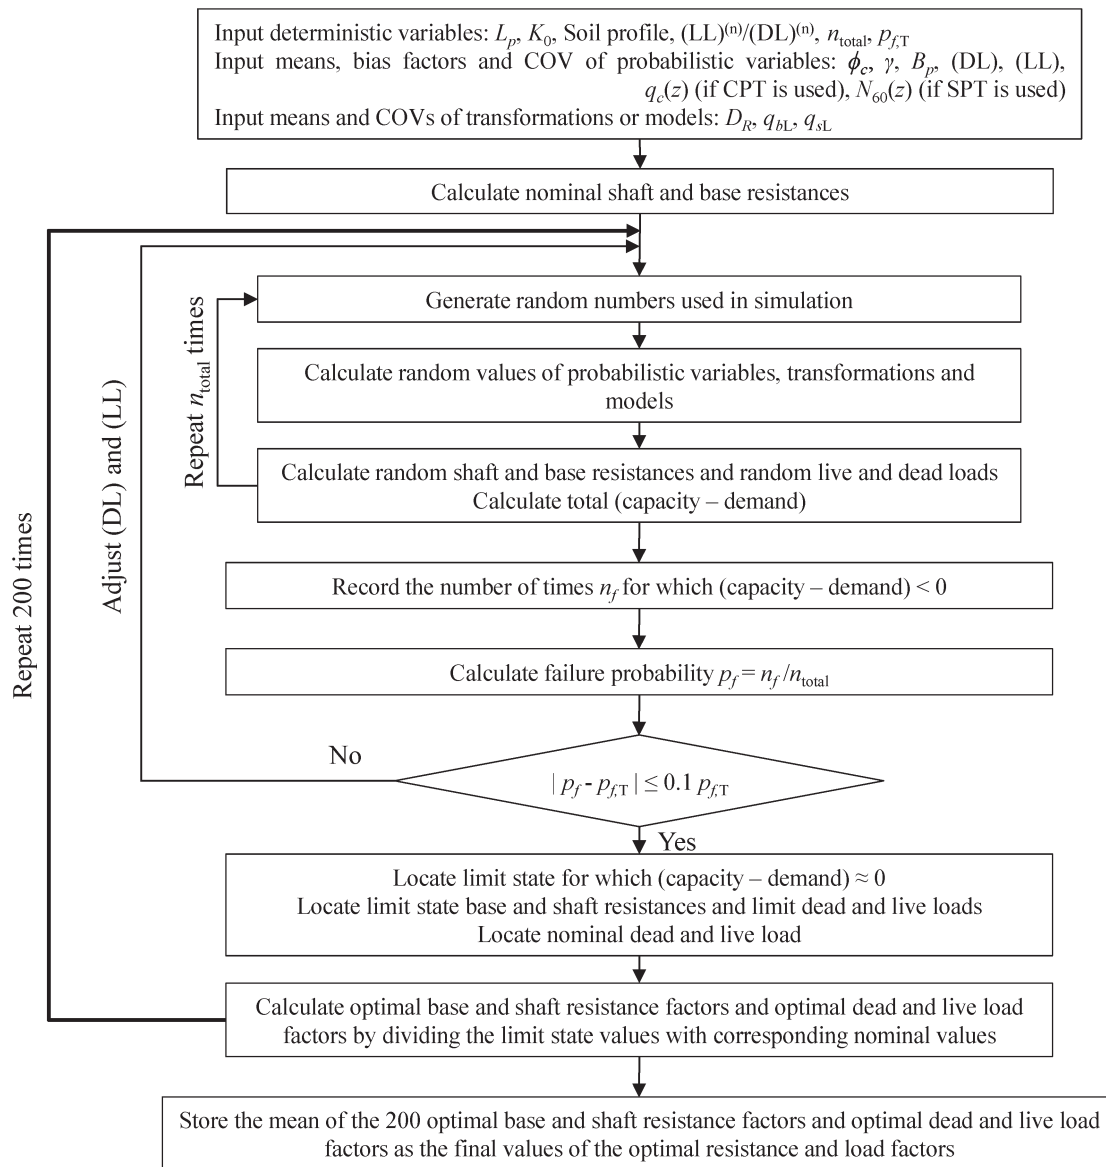 Input deterministic variables: Lₚ, K₀, Soil profile, (LL)⁽ⁿ⁾/(DL)⁽ⁿ⁾, n_total, p_f,T
Input means, bias factors and COV of probabilistic variables: ϕ_c, γ, Bₚ, (DL), (LL),
q_c(z) (if CPT is used), N₆₀(z) (if SPT is used)
Input means and COVs of transformations or models: D_R, q_bL, q_sL
Calculate nominal shaft and base resistances
Generate random numbers used in simulation
Repeat n_total times
Calculate random values of probabilistic variables, transformations and
models
Calculate random shaft and base resistances and random live and dead loads
Calculate total (capacity – demand)
Adjust (DL) and (LL)
Repeat 200 times
Record the number of times n_f for which (capacity – demand) < 0
Calculate failure probability p_f = n_f /n_total
No
| p_f - p_f,T | ≤ 0.1 p_f,T
Yes
Locate limit state for which (capacity – demand) ≈ 0
Locate limit state base and shaft resistances and limit dead and live loads
Locate nominal dead and live load
Calculate optimal base and shaft resistance factors and optimal dead and live load
factors by dividing the limit state values with corresponding nominal values
Store the mean of the 200 optimal base and shaft resistance factors and optimal dead and live load
factors as the final values of the optimal resistance and load factors